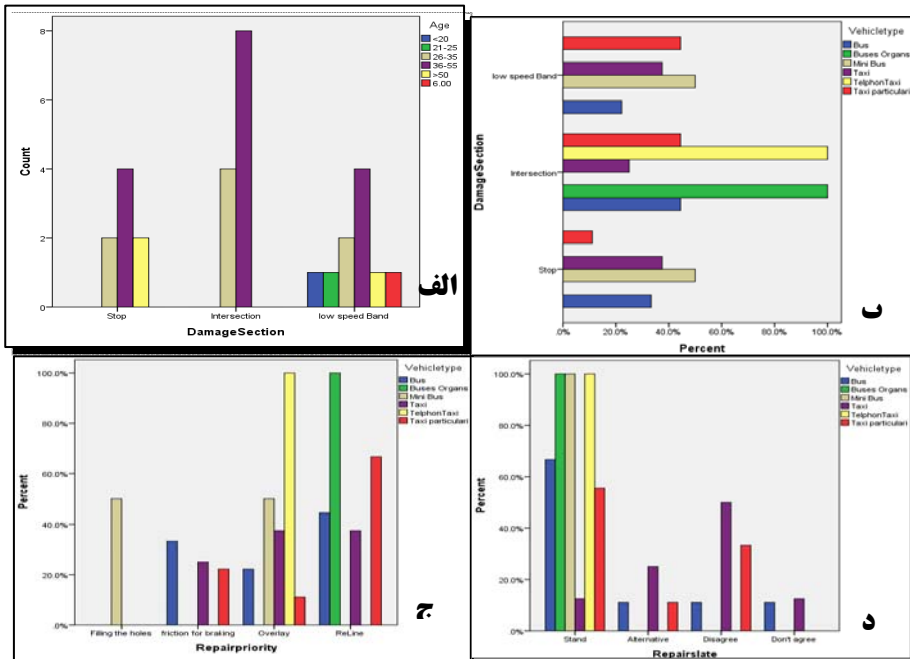 Age
<20
21-25
26-35
36-55
>50
6.00
8
6
4
2
0
Count
Stop
Intersection
low speed Band
DamageSection
الف
Vehicletype
Bus
Buses Organs
Mini Bus
Taxi
TelphonTaxi
Taxi particulari
DamageSection
low speed Band
Intersection
Stop
.0% 20.0% 40.0% 60.0% 80.0% 100.0%
Percent
ب
Vehicletype
Bus
Buses Organs
Mini Bus
Taxi
TelphonTaxi
Taxi particulari
100.0%
80.0%
60.0%
40.0%
20.0%
.0%
Percent
Filling the holes friction for braking Overlay ReLine
Repairpriority
ج
Vehicletype
Bus
Buses Organs
Mini Bus
Taxi
TelphonTaxi
Taxi particulari
100.0%
80.0%
60.0%
40.0%
20.0%
0%
Percent
Stand Alternative Disagree Don't agree
Repairslate
د